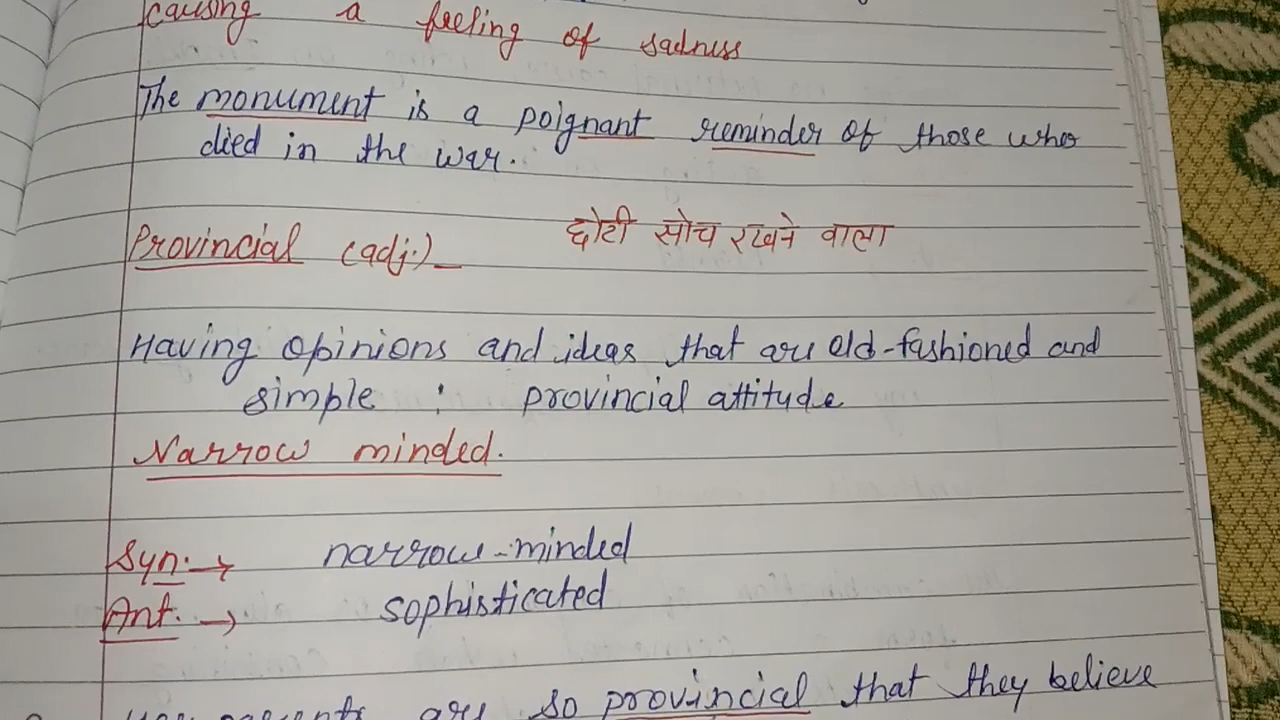 causing a feeling of sadness
The monument is a poignant reminder of those who
died in the war.
Provincial (adj.) छोटी सोच रखने वाला
Having opinions and ideas that are old-fashioned and
simple : provincial attitude
Narrow minded.
Syn. → narrow-minded
Ant. → sophisticated
parents are so provincial that they believe